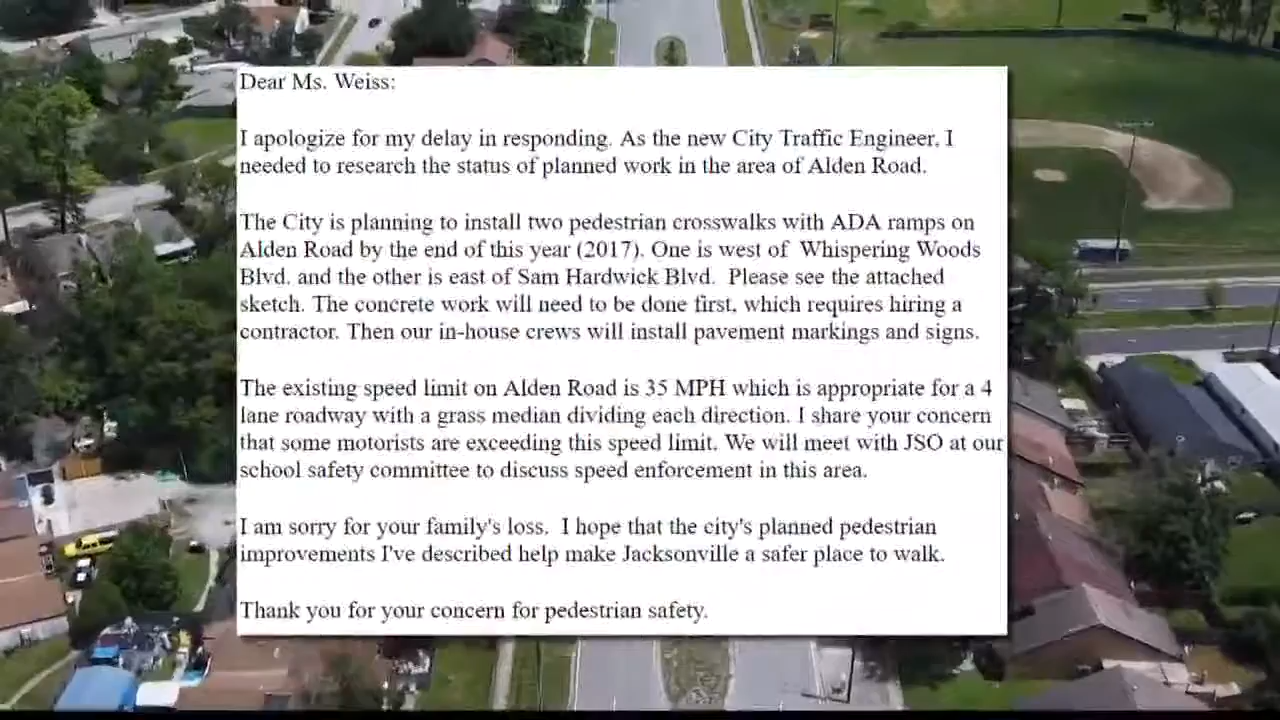 Dear Ms. Weiss:
I apologize for my delay in responding. As the new City Traffic Engineer, I
needed to research the status of planned work in the area of Alden Road.
The City is planning to install two pedestrian crosswalks with ADA ramps on
Alden Road by the end of this year (2017). One is west of  Whispering Woods
Blvd. and the other is east of Sam Hardwick Blvd.  Please see the attached
sketch. The concrete work will need to be done first, which requires hiring a
contractor. Then our in-house crews will install pavement markings and signs.
The existing speed limit on Alden Road is 35 MPH which is appropriate for a 4
lane roadway with a grass median dividing each direction. I share your concern
that some motorists are exceeding this speed limit. We will meet with JSO at our
school safety committee to discuss speed enforcement in this area.
I am sorry for your family's loss.  I hope that the city's planned pedestrian
improvements I've described help make Jacksonville a safer place to walk.
Thank you for your concern for pedestrian safety.